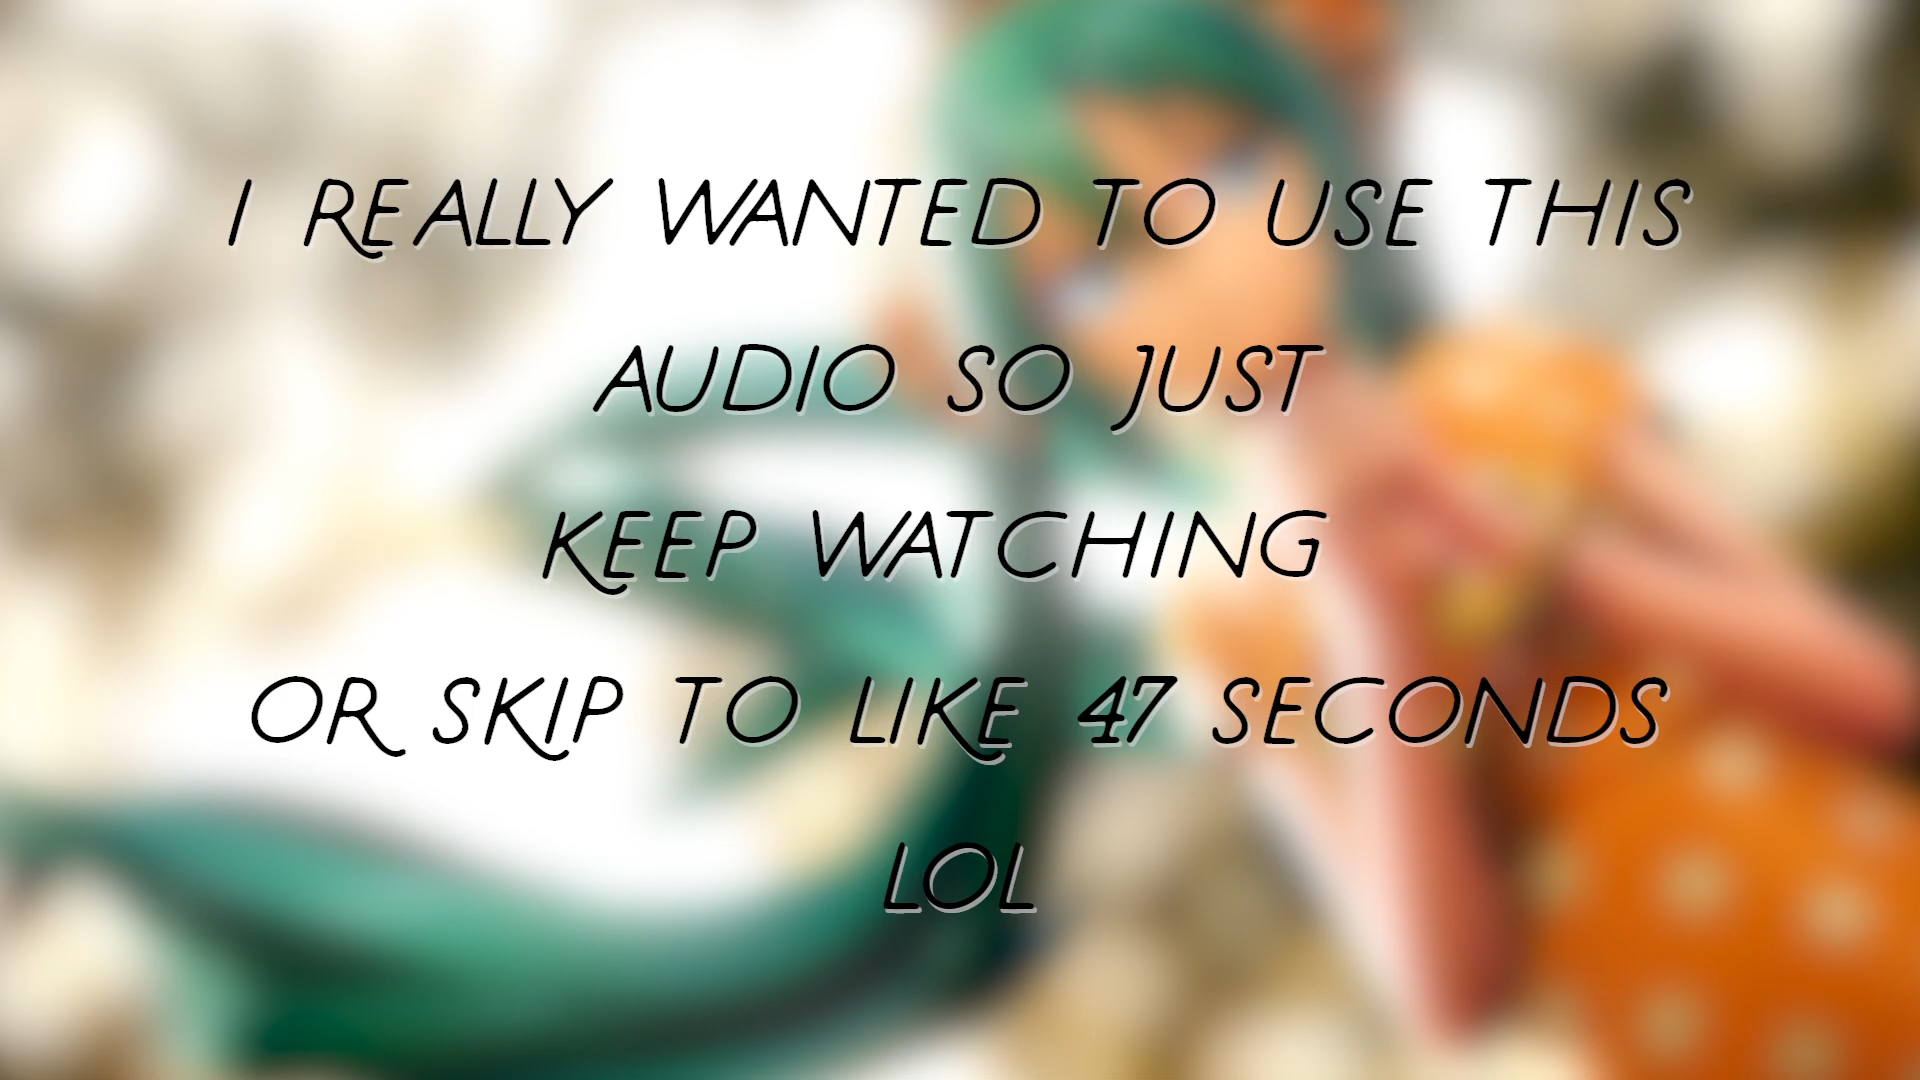 I REALLY WANTED TO USE THIS
AUDIO SO JUST
KEEP WATCHING
OR SKIP TO LIKE 47 SECONDS
LOL